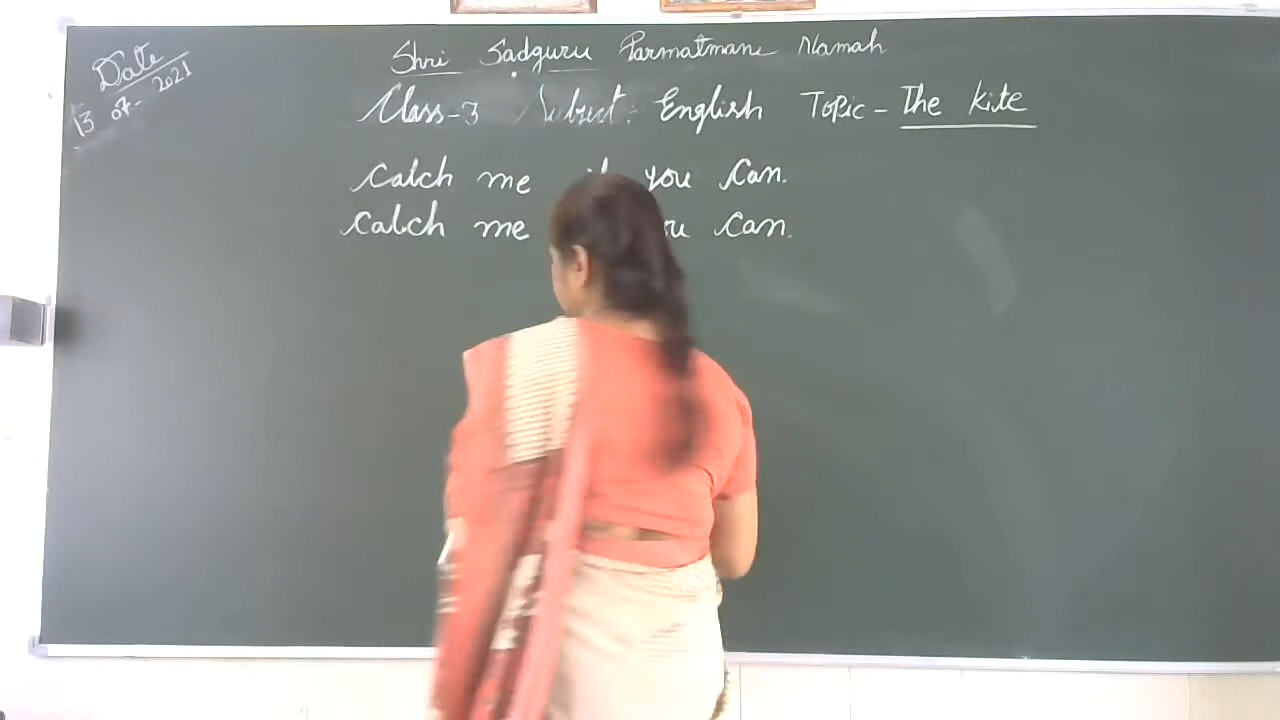 Date
13 07- 2021
Shri Sadguru Parmatmane Namah
Class-3 Subject: English Topic - The Kite
Catch me if you can.
Catch me you can.